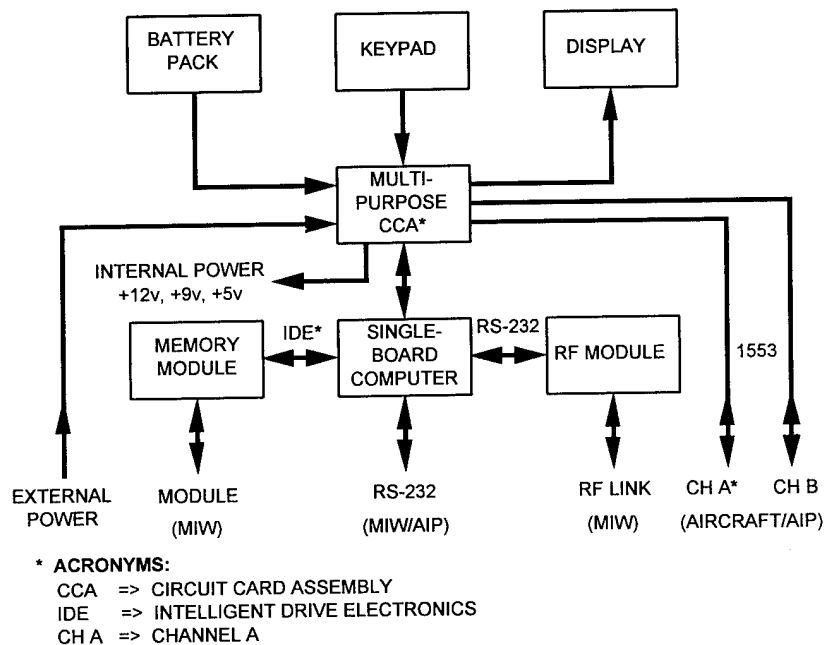 BATTERY
PACK
KEYPAD
DISPLAY
MULTI-
PURPOSE
CCA*
INTERNAL POWER
+12v, +9v, +5v
MEMORY
MODULE
IDE*
SINGLE-
BOARD
COMPUTER
RS-232
RF MODULE
1553
EXTERNAL
POWER
MODULE
(MIW)
RS-232
(MIW/AIP)
RF LINK
(MIW)
CH A*
CH B
(AIRCRAFT/AIP)
* ACRONYMS:
CCA => CIRCUIT CARD ASSEMBLY
IDE => INTELLIGENT DRIVE ELECTRONICS
CH A => CHANNEL A